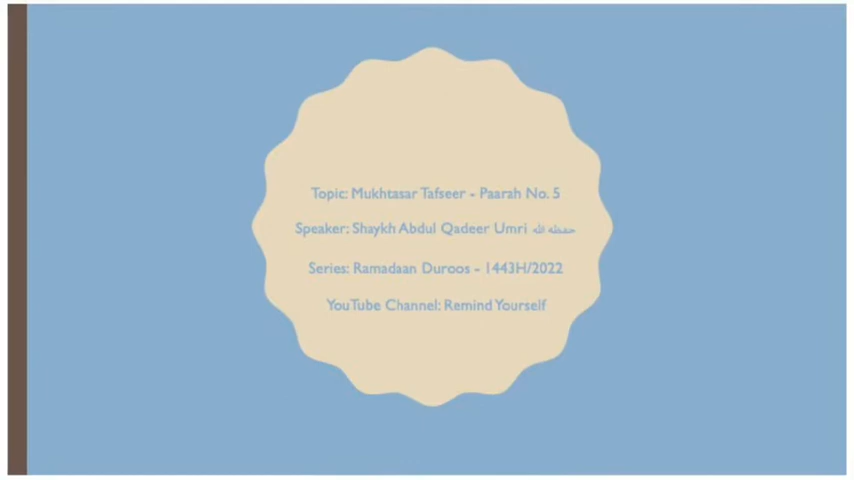 Topic: Mukhtasar Tafseer - Paarah No. 5
Speaker: Shaykh Abdul Qadeer Umri حفظه الله
Series: Ramadaan Duroos - 1443H/2022
YouTube Channel: Remind Yourself